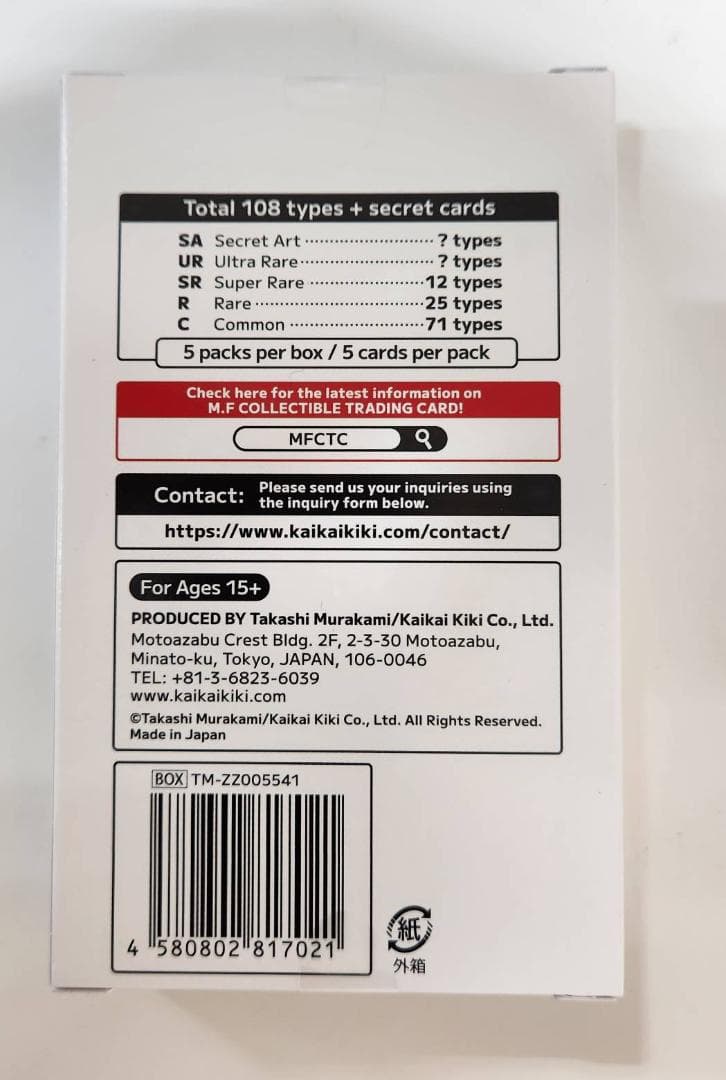 Total 108 types + secret cards
SA Secret Art ? types
UR Ultra Rare ? types
SR Super Rare 12 types
R Rare 25 types
C Common 71 types
5 packs per box / 5 cards per pack
Check here for the latest information on
M.F COLLECTIBLE TRADING CARD!
MFCTC
Contact: Please send us your inquiries using
the inquiry form below.
https://www.kaikaikiki.com/contact/
For Ages 15+
PRODUCED BY Takashi Murakami/Kaikai Kiki Co., Ltd.
Motoazabu Crest Bldg. 2F, 2-3-30 Motoazabu,
Minato-ku, Tokyo, JAPAN, 106-0046
TEL: +81-3-6823-6039
www.kaikaikiki.com
©Takashi Murakami/Kaikai Kiki Co., Ltd. All Rights Reserved.
Made in Japan
BOX TM-ZZ005541
4 580802 817021
紙
外箱